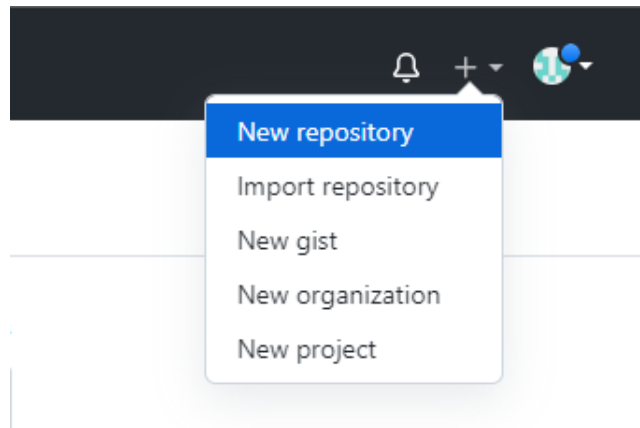 New repository
Import repository
New gist
New organization
New project